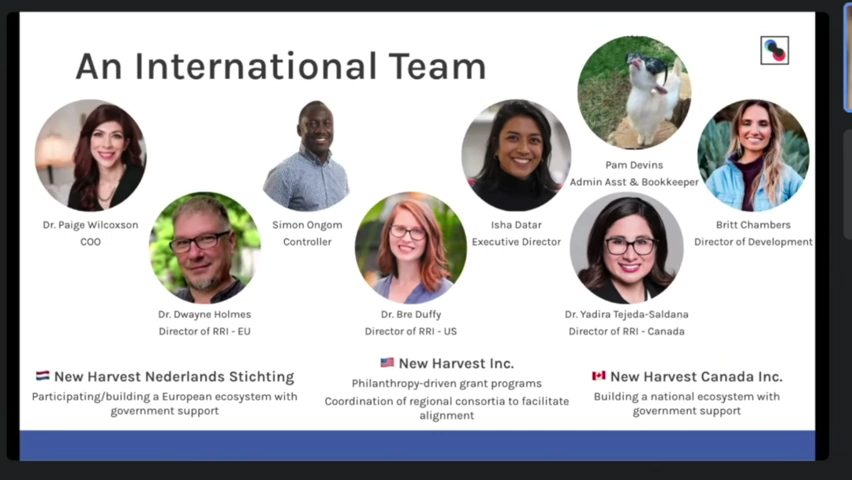 An International Team
Pam Devins
Admin Asst & Bookkeeper
Dr. Paige Wilcoxson
COO
Simon Ongom
Controller
Isha Datar
Executive Director
Britt Chambers
Director of Development
Dr. Dwayne Holmes
Director of RRI - EU
Dr. Bre Duffy
Director of RRI - US
Dr. Yadira Tejeda-Saldana
Director of RRI - Canada
New Harvest Nederlands Stichting
Participating/building a European ecosystem with
government support
New Harvest Inc.
Philanthropy-driven grant programs
Coordination of regional consortia to facilitate
alignment
New Harvest Canada Inc.
Building a national ecosystem with
government support